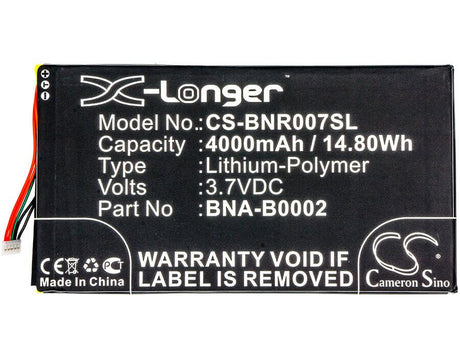 X-Longer
Model No.: CS-BNR007SL
Capacity: 4000mAh / 14.80Wh
Type: Lithium-Polymer
Volts: 3.7VDC
Part No: BNA-B0002
WARRANTY VOID IF
LABEL IS REMOVED
Made In China
CS
Cameron Sino